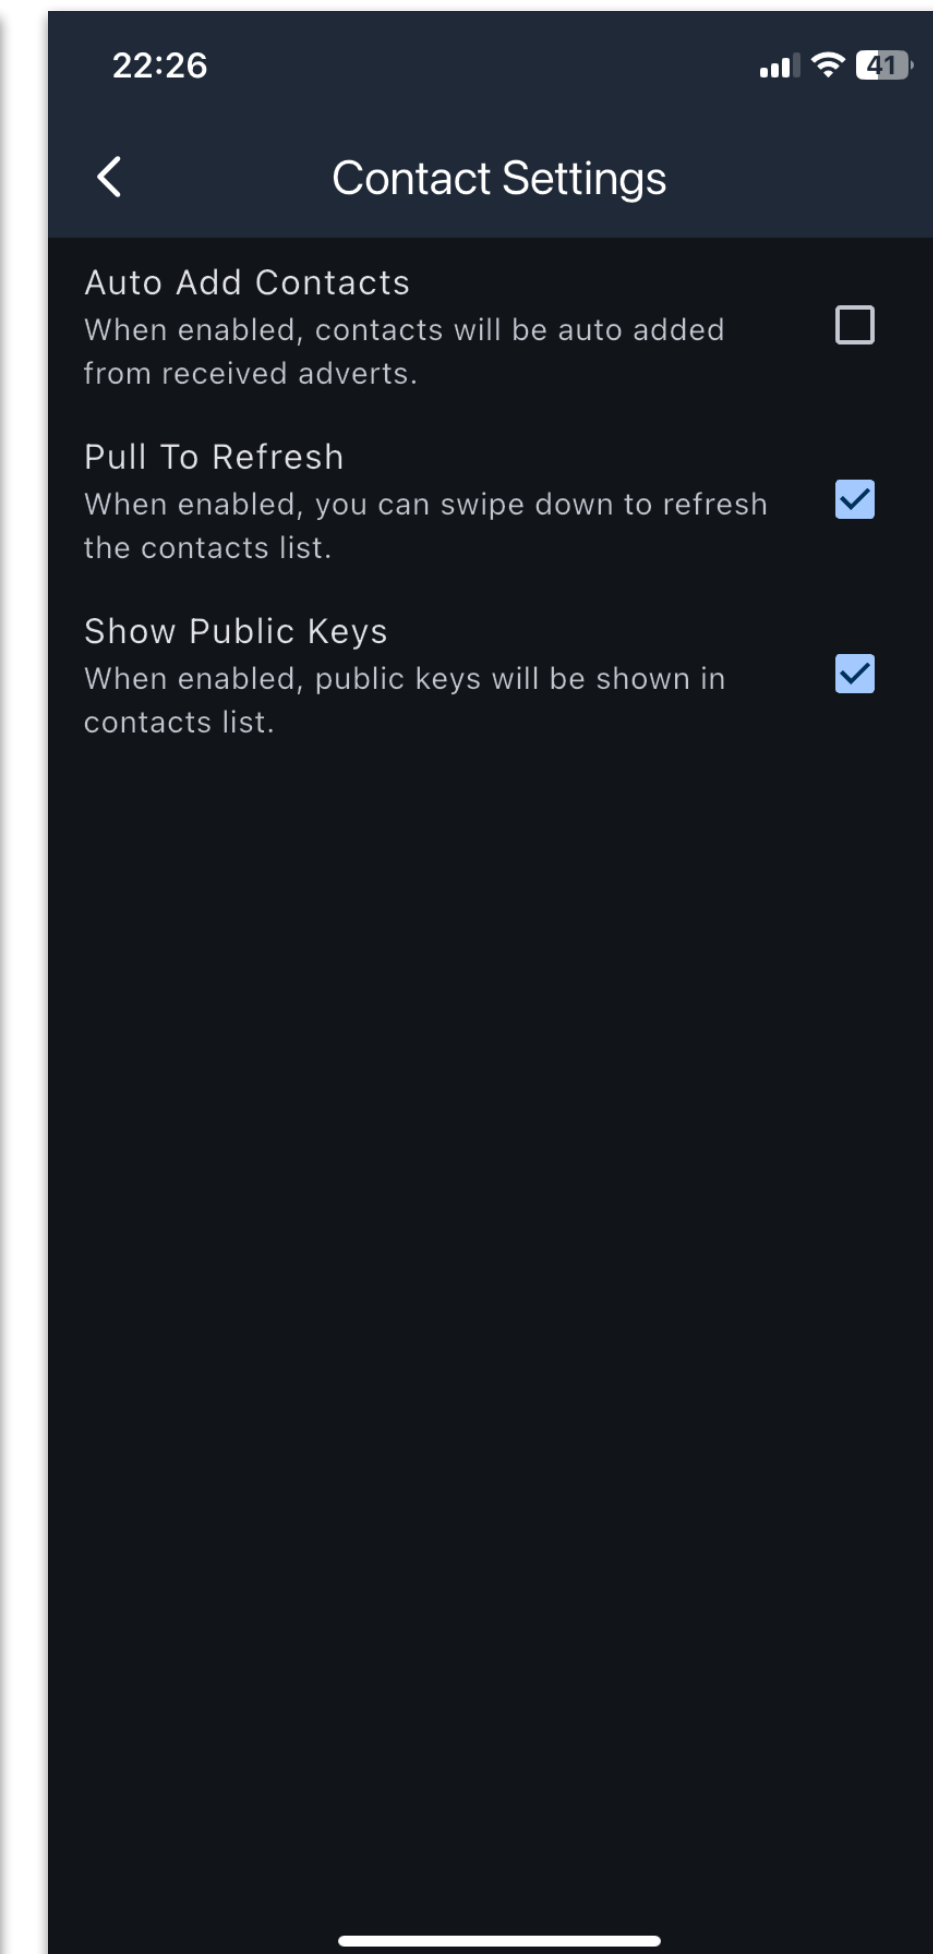 22:26
41
Contact Settings
Auto Add Contacts
When enabled, contacts will be auto added
from received adverts.
Pull To Refresh
When enabled, you can swipe down to refresh
the contacts list.
Show Public Keys
When enabled, public keys will be shown in
contacts list.